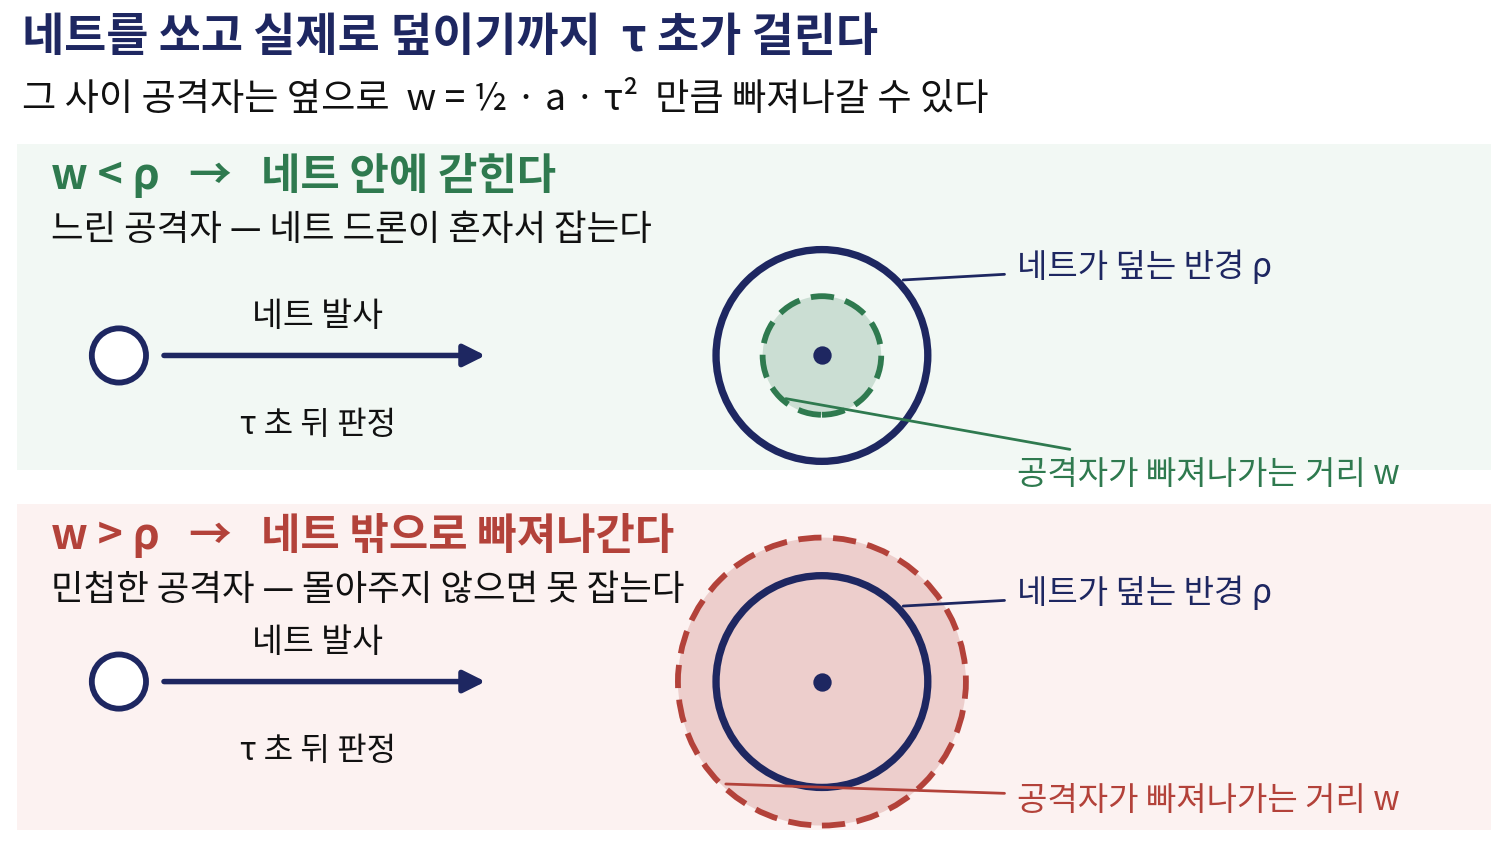 네트를 쏘고 실제로 덮이기까지 τ 초가 걸린다
그 사이 공격자는 옆으로 w = ½ · a · τ² 만큼 빠져나갈 수 있다
w < ρ → 네트 안에 갇힌다
느린 공격자 — 네트 드론이 혼자서 잡는다
네트가 덮는 반경 ρ
네트 발사
τ 초 뒤 판정
공격자가 빠져나가는 거리 w
w > ρ → 네트 밖으로 빠져나간다
민첩한 공격자 — 몰아주지 않으면 못 잡는다
네트가 덮는 반경 ρ
네트 발사
τ 초 뒤 판정
공격자가 빠져나가는 거리 w